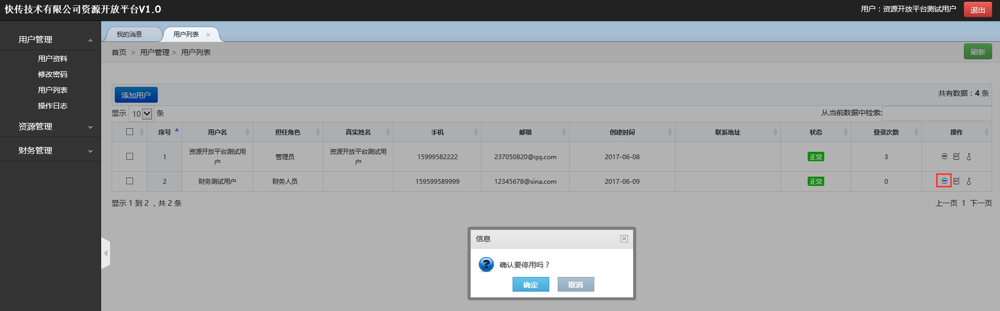 快传技术有限公司资源开放平台V1.0
用户：资源开放平台测试用户 退出
用户管理
用户资料
修改密码
用户列表
操作日志
资源管理
财务管理
我的消息 用户列表
首页 > 用户管理 > 用户列表 刷新
添加用户 共有数据：4 条
显示 10 条 从当前数据中检索:
序号 用户名 担任角色 真实姓名 手机 邮箱 创建时间 联系地址 状态 登录次数 操作
1 资源开放平台测试用户 管理员 资源开放平台测试用户 15999582222 237050820@qq.com 2017-06-08 正常 3
2 财务测试用户 财务人员 159599589999 12345678@sina.com 2017-06-09 正常 0
显示 1 到 2 ，共 2 条 上一页 1 下一页
信息
确认要停用吗？
确定 取消